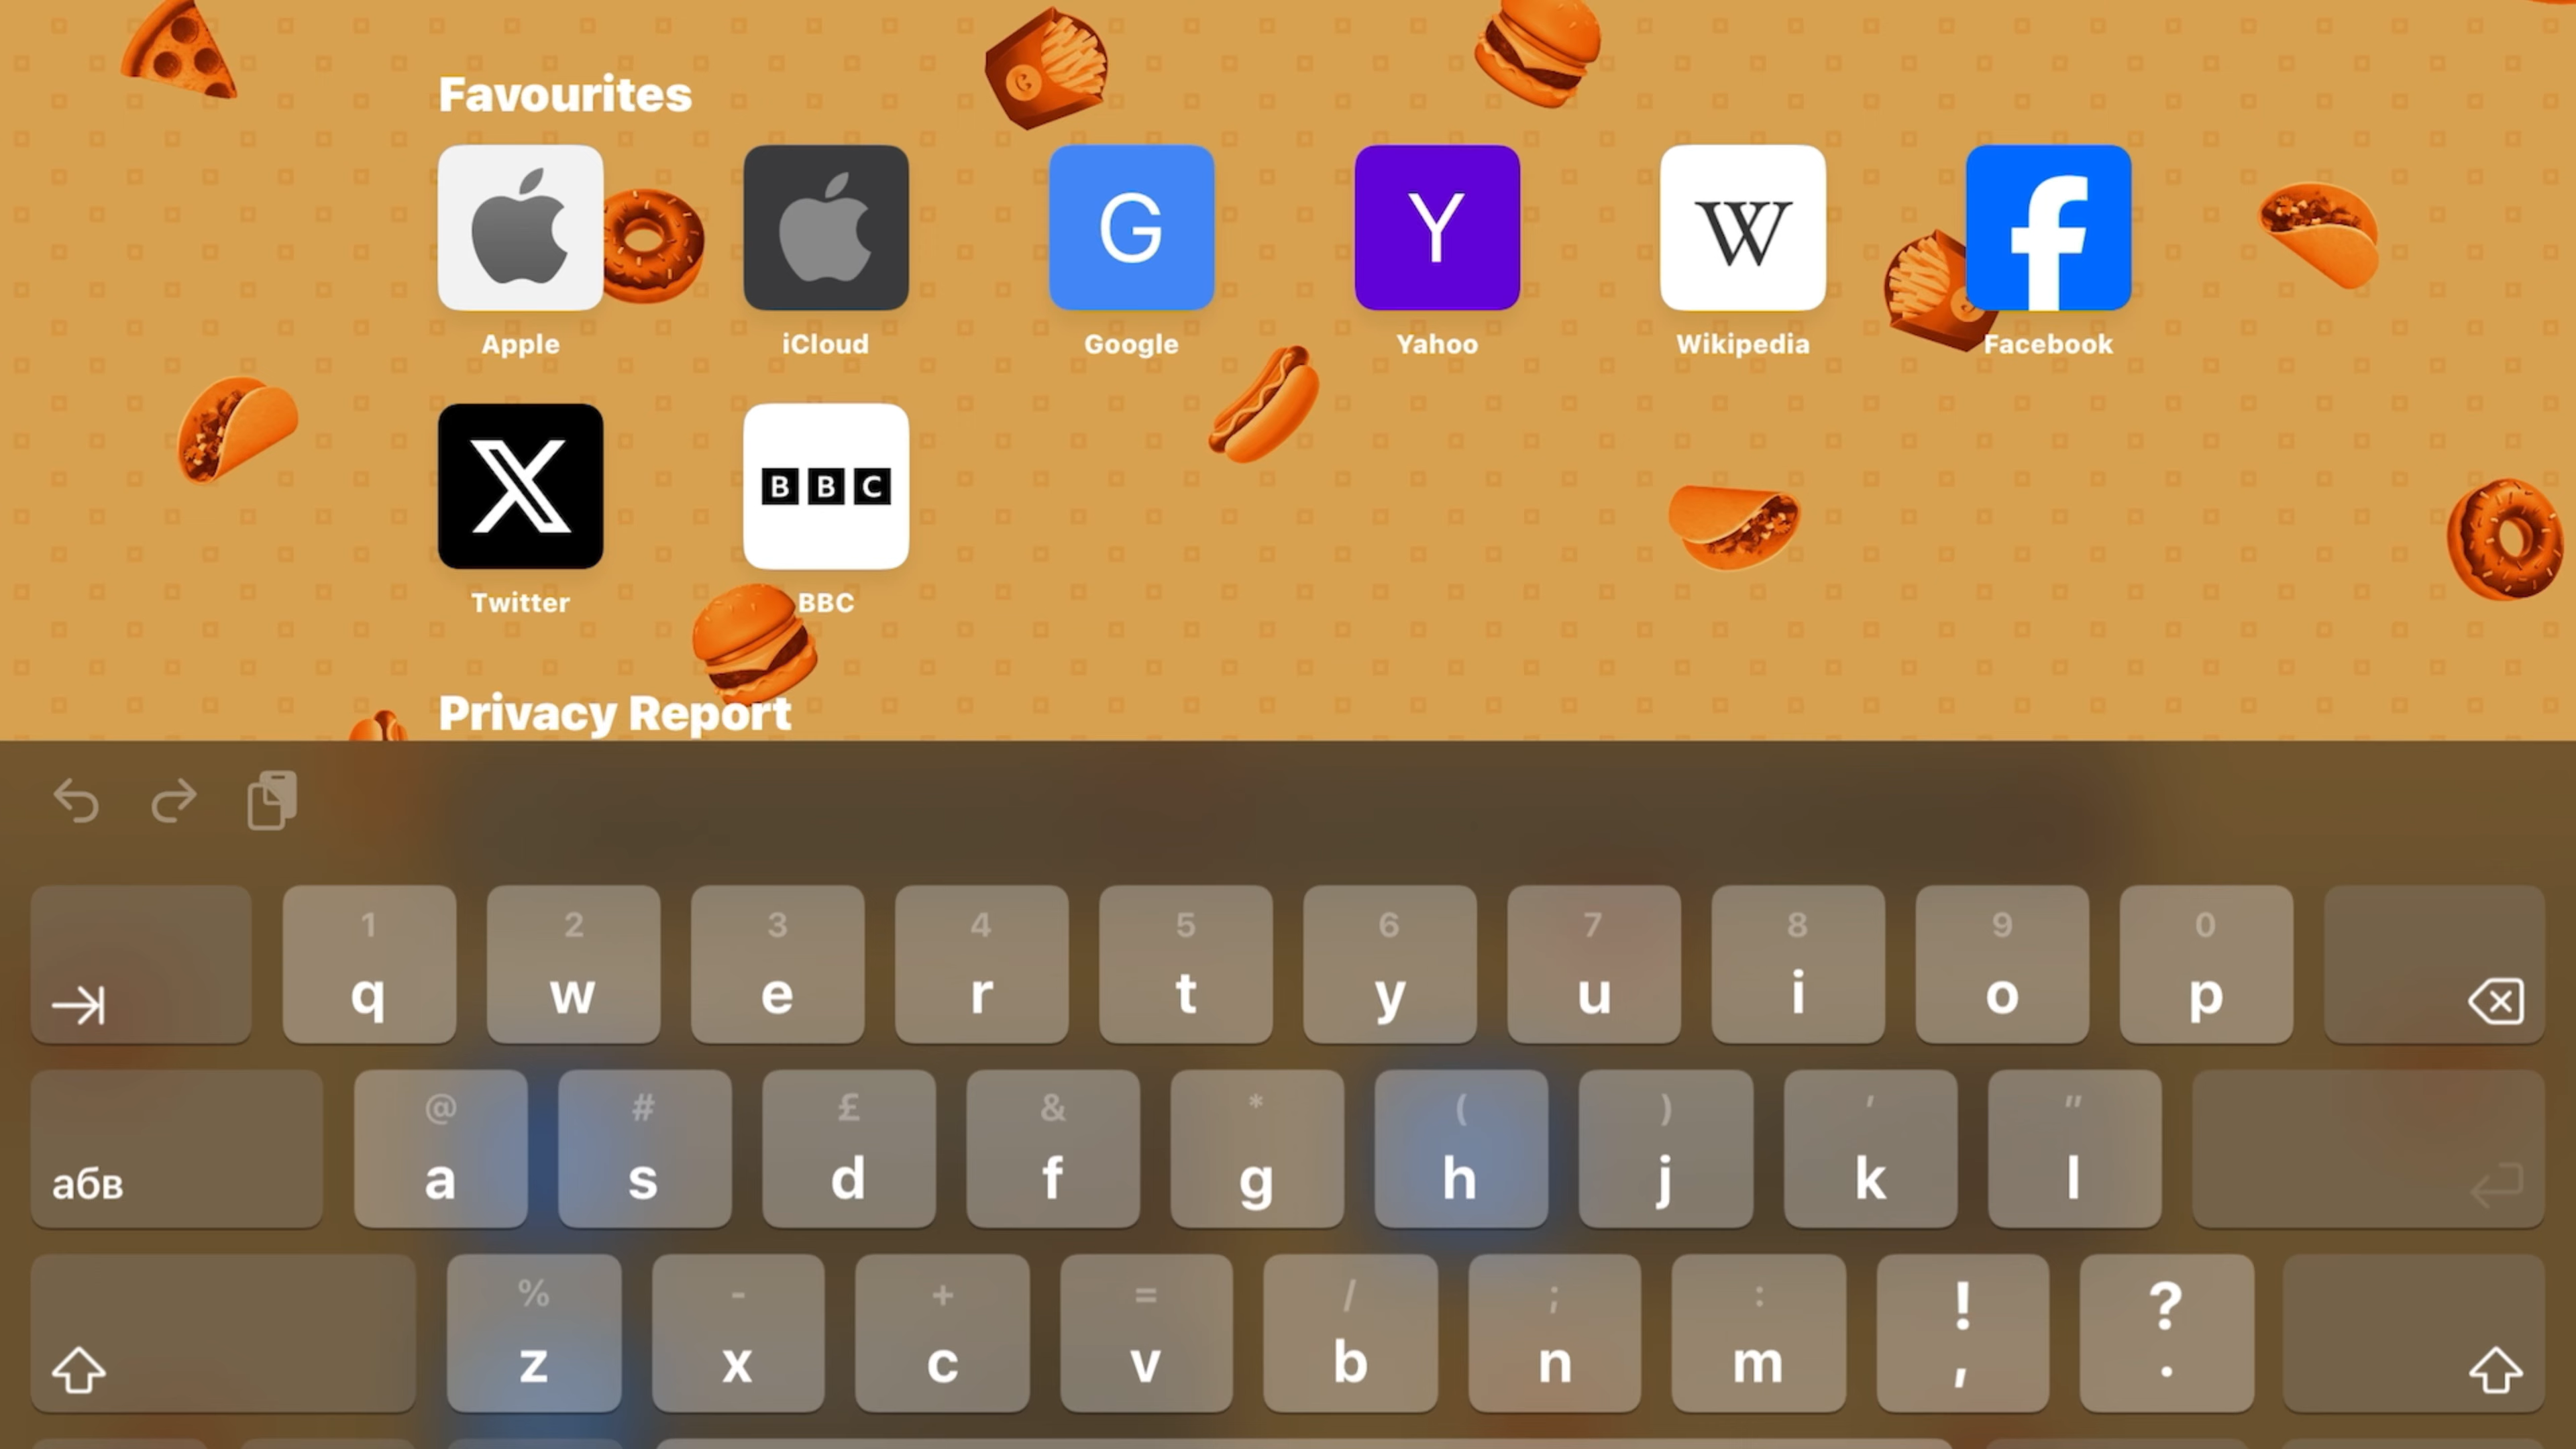 Favourites
G
Y
W
f
Apple
iCloud
Google
Yahoo
Wikipedia
Facebook
X
BBC
Twitter
BBC
Privacy Report
1 2 3 4 5 6 7 8 9 0
q w e r t y u i o p
@ # £ & * ( ) ' "
абв a s d f g h j k l
% - + = / ; : ! ?
z x c v b n m , .